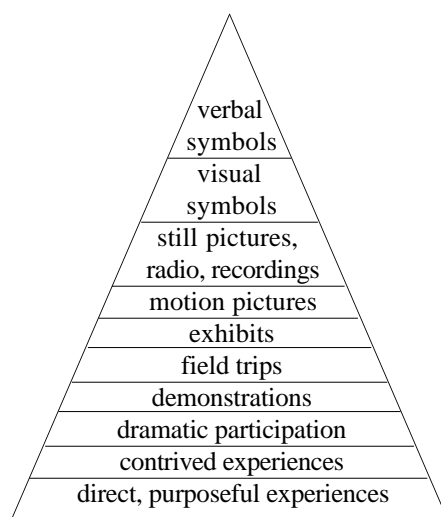 verbal
symbols
visual
symbols
still pictures,
radio, recordings
motion pictures
exhibits
field trips
demonstrations
dramatic participation
contrived experiences
direct, purposeful experiences